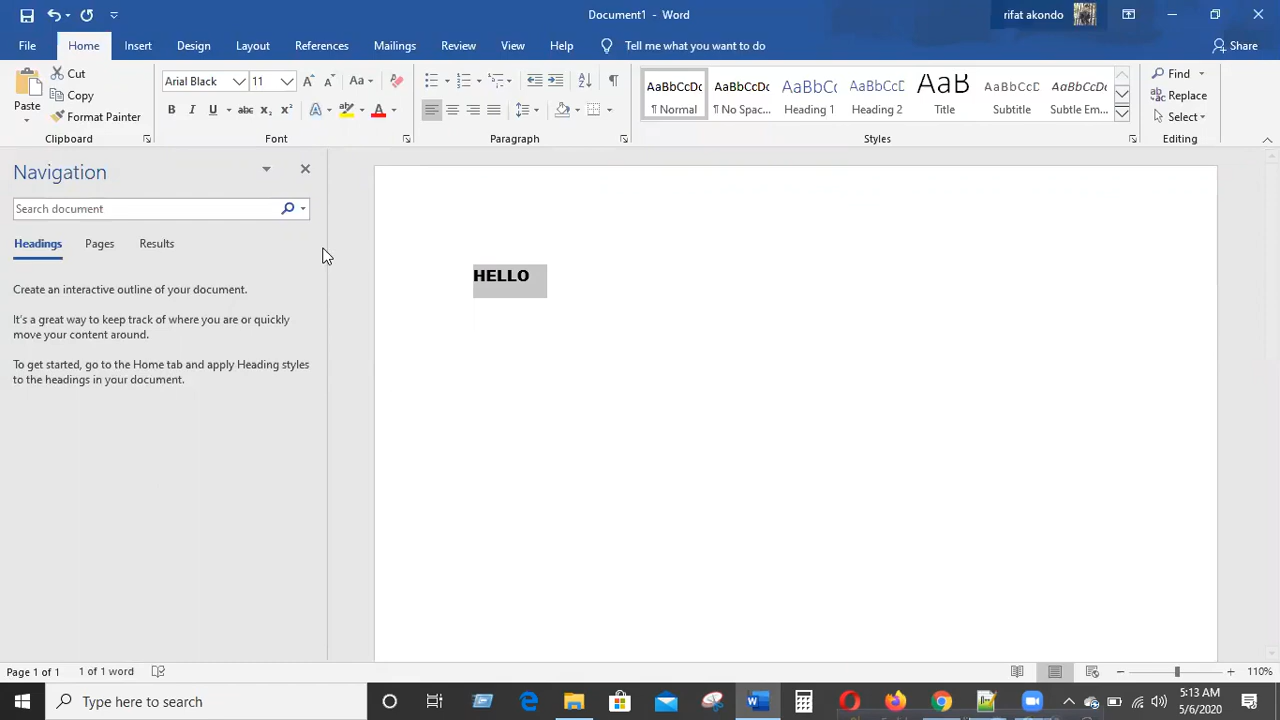 Document1 - Word
rifat akondo
File Home Insert Design Layout References Mailings Review View Help Tell me what you want to do Share
Paste
Cut
Copy
Format Painter
Clipboard
Arial Black 11
Font
Paragraph
AaBbCcDc ¶ Normal
AaBbCcDc ¶ No Spac...
AaBbCc Heading 1
AaBbCcD Heading 2
AaB Title
AaBbCcD Subtitle
AaBbCcDc Subtle Em...
Styles
Find
Replace
Select
Editing
Navigation
Search document
Headings Pages Results
Create an interactive outline of your document.
It's a great way to keep track of where you are or quickly
move your content around.
To get started, go to the Home tab and apply Heading styles
to the headings in your document.
HELLO
Page 1 of 1 1 of 1 word 110%
Type here to search
5:13 AM
5/6/2020